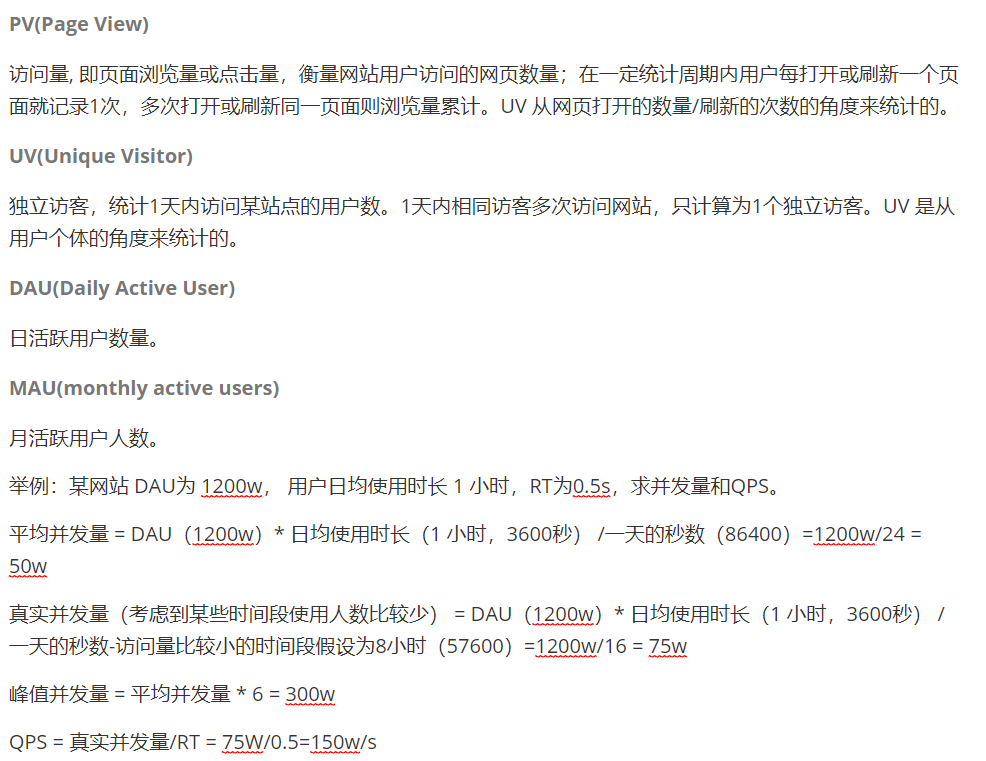 PV(Page View)
访问量, 即页面浏览量或点击量，衡量网站用户访问的网页数量；在一定统计周期内用户每打开或刷新一个页
面就记录1次，多次打开或刷新同一页面则浏览量累计。UV 从网页打开的数量/刷新的次数的角度来统计的。
UV(Unique Visitor)
独立访客，统计1天内访问某站点的用户数。1天内相同访客多次访问网站，只计算为1个独立访客。UV 是从
用户个体的角度来统计的。
DAU(Daily Active User)
日活跃用户数量。
MAU(monthly active users)
月活跃用户人数。
举例：某网站 DAU为 1200w， 用户日均使用时长 1 小时，RT为0.5s，求并发量和QPS。
平均并发量 = DAU（1200w）* 日均使用时长（1 小时，3600秒） /一天的秒数（86400）=1200w/24 =
50w
真实并发量（考虑到某些时间段使用人数比较少） = DAU（1200w）* 日均使用时长（1 小时，3600秒） /
一天的秒数-访问量比较小的时间段假设为8小时（57600）=1200w/16 = 75w
峰值并发量 = 平均并发量 * 6 = 300w
QPS = 真实并发量/RT = 75W/0.5=150w/s